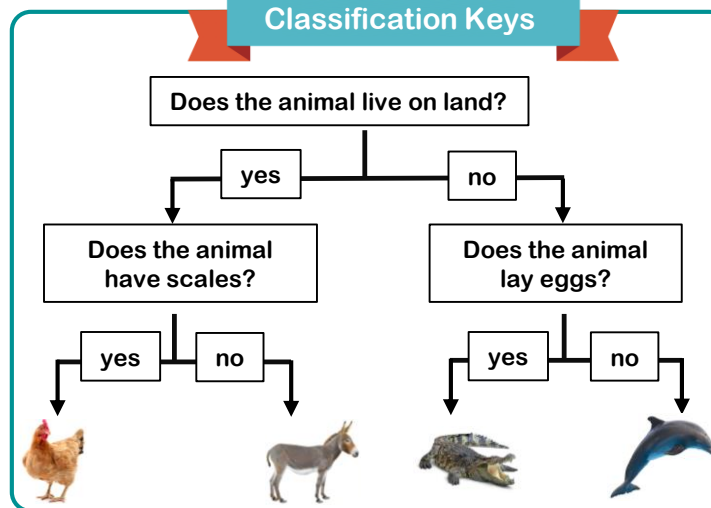 Classification Keys
Does the animal live on land?
yes
no
Does the animal
have scales?
Does the animal
lay eggs?
yes
no
yes
no